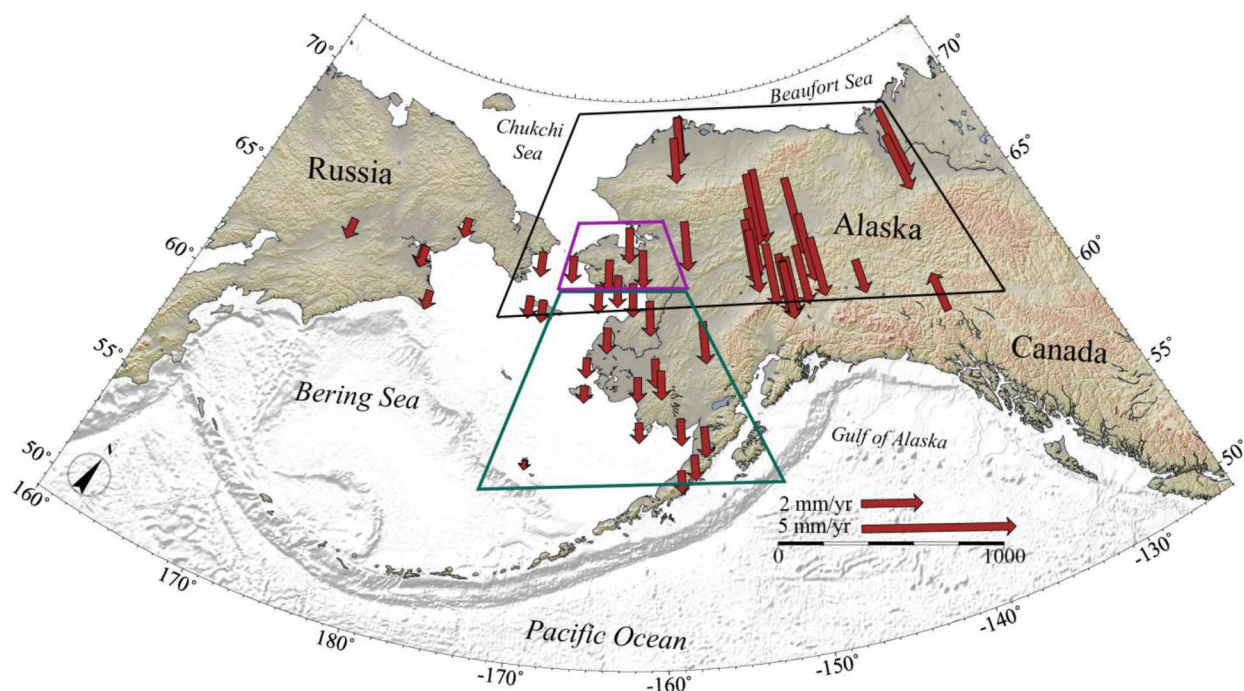 70°
70°
Beaufort Sea
Chukchi
Sea
65°
65°
Russia
Alaska
60°
60°
55°
55°
Canada
Bering Sea
Gulf of Alaska
50°
50°
160°
2 mm/yr
5 mm/yr
0
1000
-130°
170°
-140°
180°
Pacific Ocean
-150°
-170°
-160°